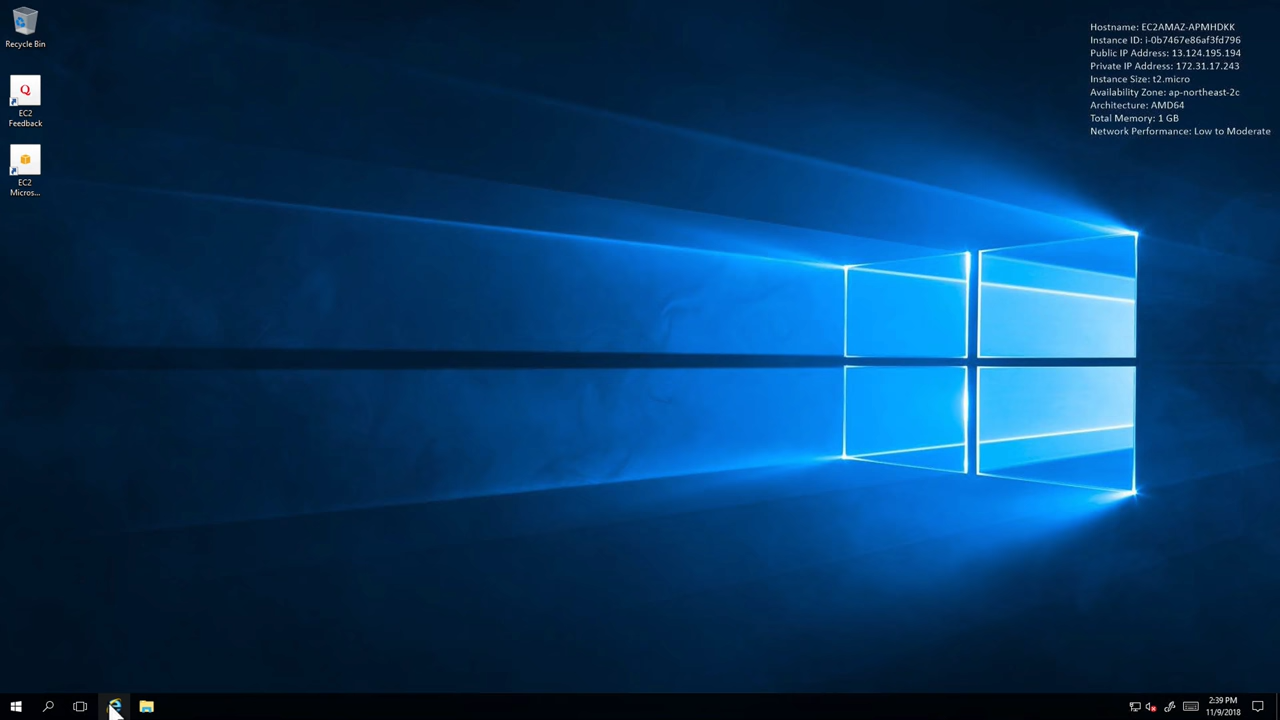 Recycle Bin
EC2
Feedback
EC2
Micros...
Hostname: EC2AMAZ-APMHDKK
Instance ID: i-0b7467e86af3fd796
Public IP Address: 13.124.195.194
Private IP Address: 172.31.17.243
Instance Size: t2.micro
Availability Zone: ap-northeast-2c
Architecture: AMD64
Total Memory: 1 GB
Network Performance: Low to Moderate
2:39 PM
11/9/2018